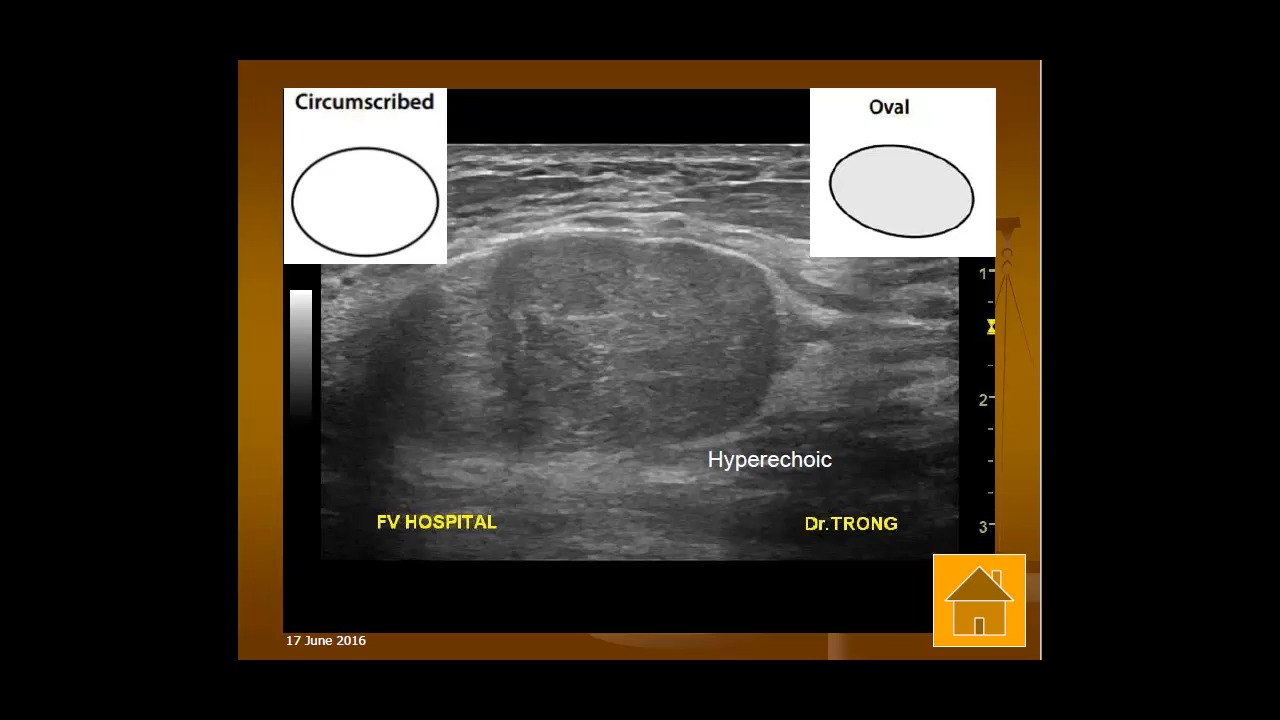 Circumscribed
Oval
1
2
Hyperechoic
FV HOSPITAL
Dr.TRONG
3
17 June 2016